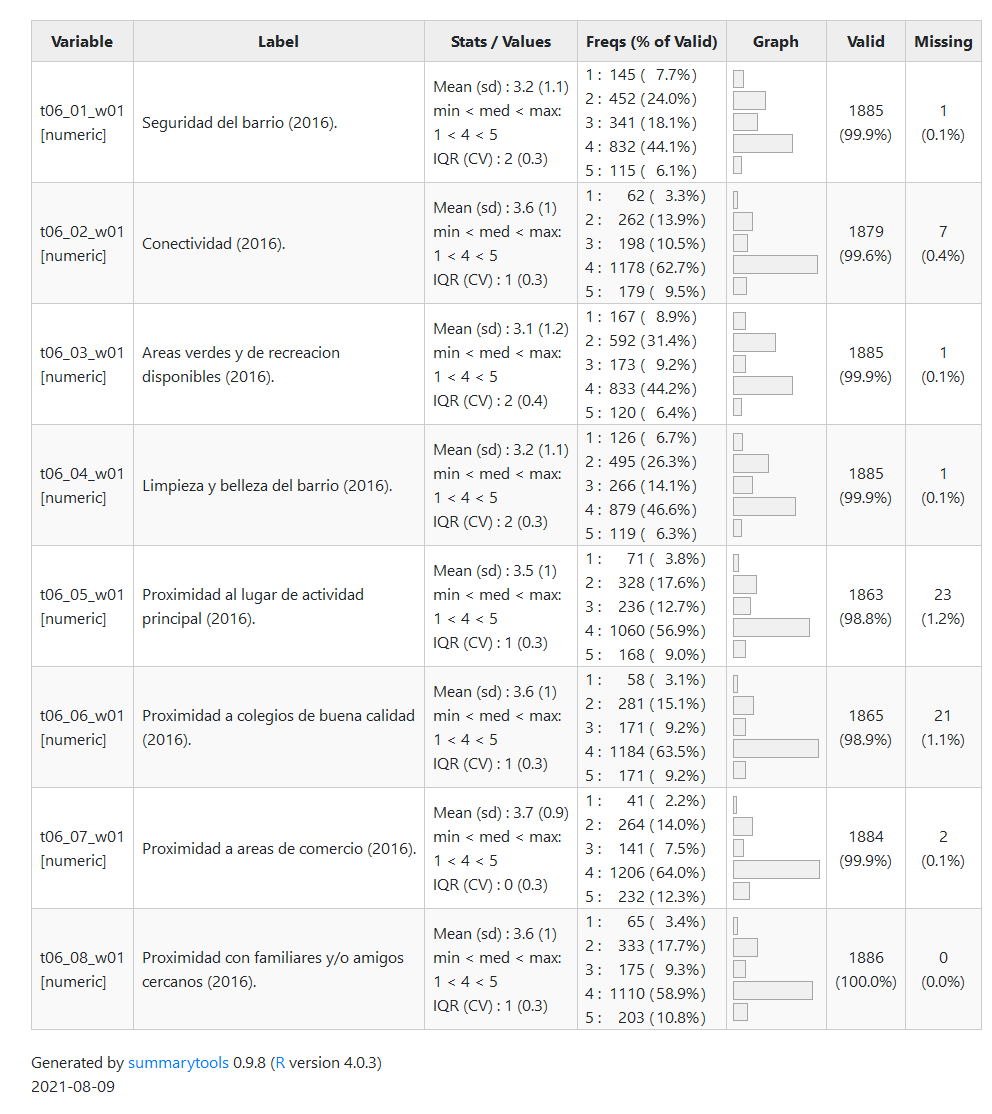 Variable Label Stats / Values Freqs (% of Valid) Graph Valid Missing
t06_01_w01
[numeric]
Seguridad del barrio (2016).
Mean (sd) : 3.2 (1.1)
min < med < max:
1 < 4 < 5
IQR (CV) : 2 (0.3)
1 : 145 ( 7.7%)
2 : 452 (24.0%)
3 : 341 (18.1%)
4 : 832 (44.1%)
5 : 115 ( 6.1%)
1885
(99.9%)
1
(0.1%)
t06_02_w01
[numeric]
Conectividad (2016).
Mean (sd) : 3.6 (1)
min < med < max:
1 < 4 < 5
IQR (CV) : 1 (0.3)
1 : 62 ( 3.3%)
2 : 262 (13.9%)
3 : 198 (10.5%)
4 : 1178 (62.7%)
5 : 179 ( 9.5%)
1879
(99.6%)
7
(0.4%)
t06_03_w01
[numeric]
Areas verdes y de recreacion
disponibles (2016).
Mean (sd) : 3.1 (1.2)
min < med < max:
1 < 4 < 5
IQR (CV) : 2 (0.4)
1 : 167 ( 8.9%)
2 : 592 (31.4%)
3 : 173 ( 9.2%)
4 : 833 (44.2%)
5 : 120 ( 6.4%)
1885
(99.9%)
1
(0.1%)
t06_04_w01
[numeric]
Limpieza y belleza del barrio (2016).
Mean (sd) : 3.2 (1.1)
min < med < max:
1 < 4 < 5
IQR (CV) : 2 (0.3)
1 : 126 ( 6.7%)
2 : 495 (26.3%)
3 : 266 (14.1%)
4 : 879 (46.6%)
5 : 119 ( 6.3%)
1885
(99.9%)
1
(0.1%)
t06_05_w01
[numeric]
Proximidad al lugar de actividad
principal (2016).
Mean (sd) : 3.5 (1)
min < med < max:
1 < 4 < 5
IQR (CV) : 1 (0.3)
1 : 71 ( 3.8%)
2 : 328 (17.6%)
3 : 236 (12.7%)
4 : 1060 (56.9%)
5 : 168 ( 9.0%)
1863
(98.8%)
23
(1.2%)
t06_06_w01
[numeric]
Proximidad a colegios de buena calidad
(2016).
Mean (sd) : 3.6 (1)
min < med < max:
1 < 4 < 5
IQR (CV) : 1 (0.3)
1 : 58 ( 3.1%)
2 : 281 (15.1%)
3 : 171 ( 9.2%)
4 : 1184 (63.5%)
5 : 171 ( 9.2%)
1865
(98.9%)
21
(1.1%)
t06_07_w01
[numeric]
Proximidad a areas de comercio (2016).
Mean (sd) : 3.7 (0.9)
min < med < max:
1 < 4 < 5
IQR (CV) : 0 (0.3)
1 : 41 ( 2.2%)
2 : 264 (14.0%)
3 : 141 ( 7.5%)
4 : 1206 (64.0%)
5 : 232 (12.3%)
1884
(99.9%)
2
(0.1%)
t06_08_w01
[numeric]
Proximidad con familiares y/o amigos
cercanos (2016).
Mean (sd) : 3.6 (1)
min < med < max:
1 < 4 < 5
IQR (CV) : 1 (0.3)
1 : 65 ( 3.4%)
2 : 333 (17.7%)
3 : 175 ( 9.3%)
4 : 1110 (58.9%)
5 : 203 (10.8%)
1886
(100.0%)
0
(0.0%)
Generated by summarytools 0.9.8 (R version 4.0.3)
2021-08-09